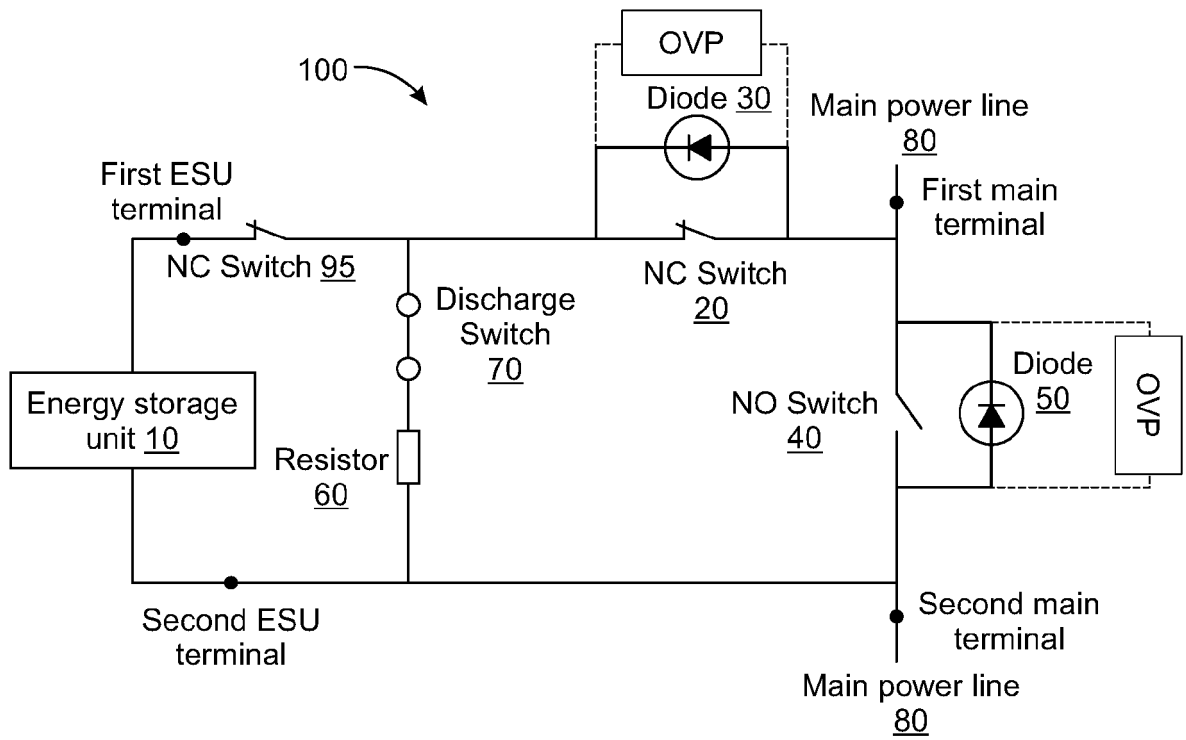 OVP
100
Diode 30
Main power line
80
First ESU
terminal
First main
terminal
NC Switch 95
NC Switch
20
Discharge
Switch
70
Diode
50
OVP
Energy storage
unit 10
NO Switch
40
Resistor
60
Second ESU
terminal
Second main
terminal
Main power line
80